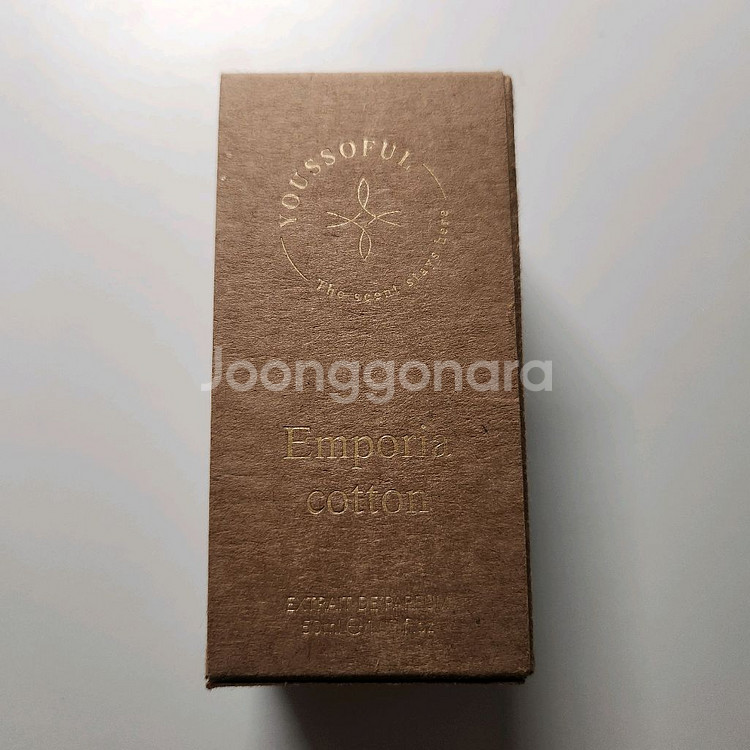 YOUSSOFUL
The scent stays here
Joonggonara
Emporia
cotton
EXTRAIT DE PARFUM
50ml